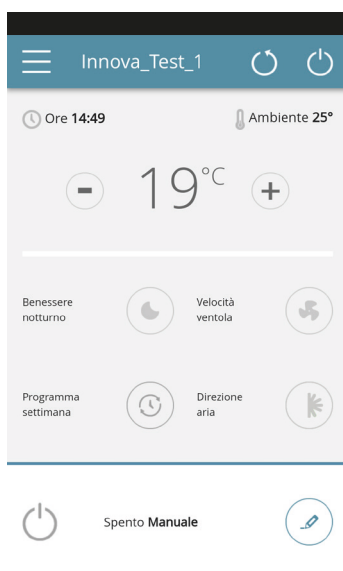 Innova_Test_1
Ore 14:49
Ambiente 25°
- 19°C +
Benessere
notturno
Velocità
ventola
Programma
settimana
Direzione
aria
Spento Manuale